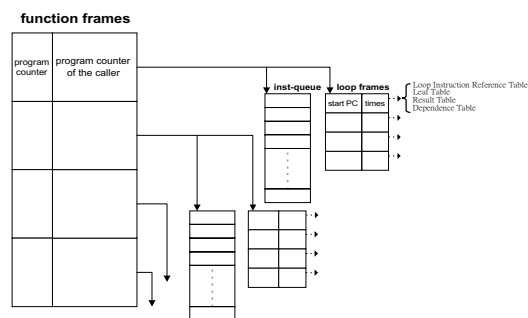 function frames
program
counter
program counter
of the caller
inst-queue
loop frames
start PC
times
Loop Instruction Reference Table
Leaf Table
Result Table
Dependence Table